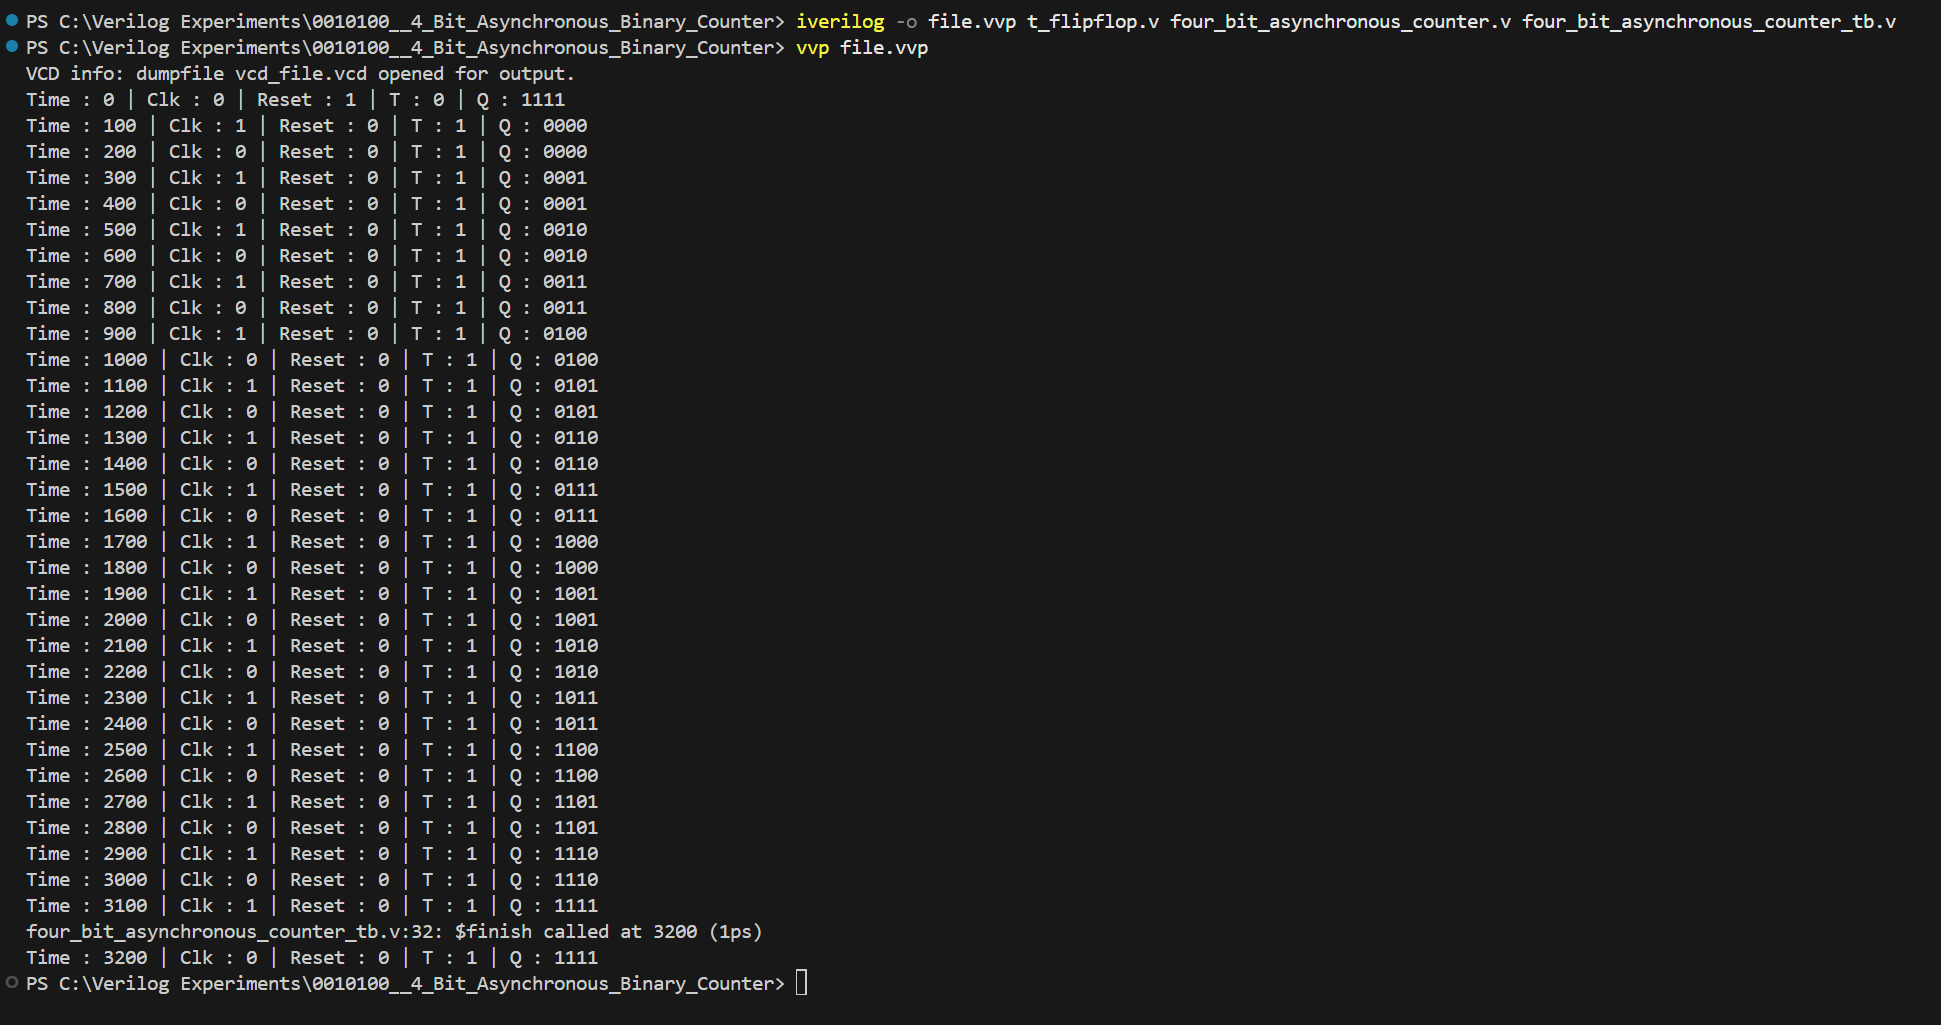 PS C:\Verilog Experiments\0010100__4_Bit_Asynchronous_Binary_Counter> iverilog -o file.vvp t_flipflop.v four_bit_asynchronous_counter.v four_bit_asynchronous_counter_tb.v
PS C:\Verilog Experiments\0010100__4_Bit_Asynchronous_Binary_Counter> vvp file.vvp
VCD info: dumpfile vcd_file.vcd opened for output.
Time : 0 | Clk : 0 | Reset : 1 | T : 0 | Q : 1111
Time : 100 | Clk : 1 | Reset : 0 | T : 1 | Q : 0000
Time : 200 | Clk : 0 | Reset : 0 | T : 1 | Q : 0000
Time : 300 | Clk : 1 | Reset : 0 | T : 1 | Q : 0001
Time : 400 | Clk : 0 | Reset : 0 | T : 1 | Q : 0001
Time : 500 | Clk : 1 | Reset : 0 | T : 1 | Q : 0010
Time : 600 | Clk : 0 | Reset : 0 | T : 1 | Q : 0010
Time : 700 | Clk : 1 | Reset : 0 | T : 1 | Q : 0011
Time : 800 | Clk : 0 | Reset : 0 | T : 1 | Q : 0011
Time : 900 | Clk : 1 | Reset : 0 | T : 1 | Q : 0100
Time : 1000 | Clk : 0 | Reset : 0 | T : 1 | Q : 0100
Time : 1100 | Clk : 1 | Reset : 0 | T : 1 | Q : 0101
Time : 1200 | Clk : 0 | Reset : 0 | T : 1 | Q : 0101
Time : 1300 | Clk : 1 | Reset : 0 | T : 1 | Q : 0110
Time : 1400 | Clk : 0 | Reset : 0 | T : 1 | Q : 0110
Time : 1500 | Clk : 1 | Reset : 0 | T : 1 | Q : 0111
Time : 1600 | Clk : 0 | Reset : 0 | T : 1 | Q : 0111
Time : 1700 | Clk : 1 | Reset : 0 | T : 1 | Q : 1000
Time : 1800 | Clk : 0 | Reset : 0 | T : 1 | Q : 1000
Time : 1900 | Clk : 1 | Reset : 0 | T : 1 | Q : 1001
Time : 2000 | Clk : 0 | Reset : 0 | T : 1 | Q : 1001
Time : 2100 | Clk : 1 | Reset : 0 | T : 1 | Q : 1010
Time : 2200 | Clk : 0 | Reset : 0 | T : 1 | Q : 1010
Time : 2300 | Clk : 1 | Reset : 0 | T : 1 | Q : 1011
Time : 2400 | Clk : 0 | Reset : 0 | T : 1 | Q : 1011
Time : 2500 | Clk : 1 | Reset : 0 | T : 1 | Q : 1100
Time : 2600 | Clk : 0 | Reset : 0 | T : 1 | Q : 1100
Time : 2700 | Clk : 1 | Reset : 0 | T : 1 | Q : 1101
Time : 2800 | Clk : 0 | Reset : 0 | T : 1 | Q : 1101
Time : 2900 | Clk : 1 | Reset : 0 | T : 1 | Q : 1110
Time : 3000 | Clk : 0 | Reset : 0 | T : 1 | Q : 1110
Time : 3100 | Clk : 1 | Reset : 0 | T : 1 | Q : 1111
four_bit_asynchronous_counter_tb.v:32: $finish called at 3200 (1ps)
Time : 3200 | Clk : 0 | Reset : 0 | T : 1 | Q : 1111
PS C:\Verilog Experiments\0010100__4_Bit_Asynchronous_Binary_Counter>